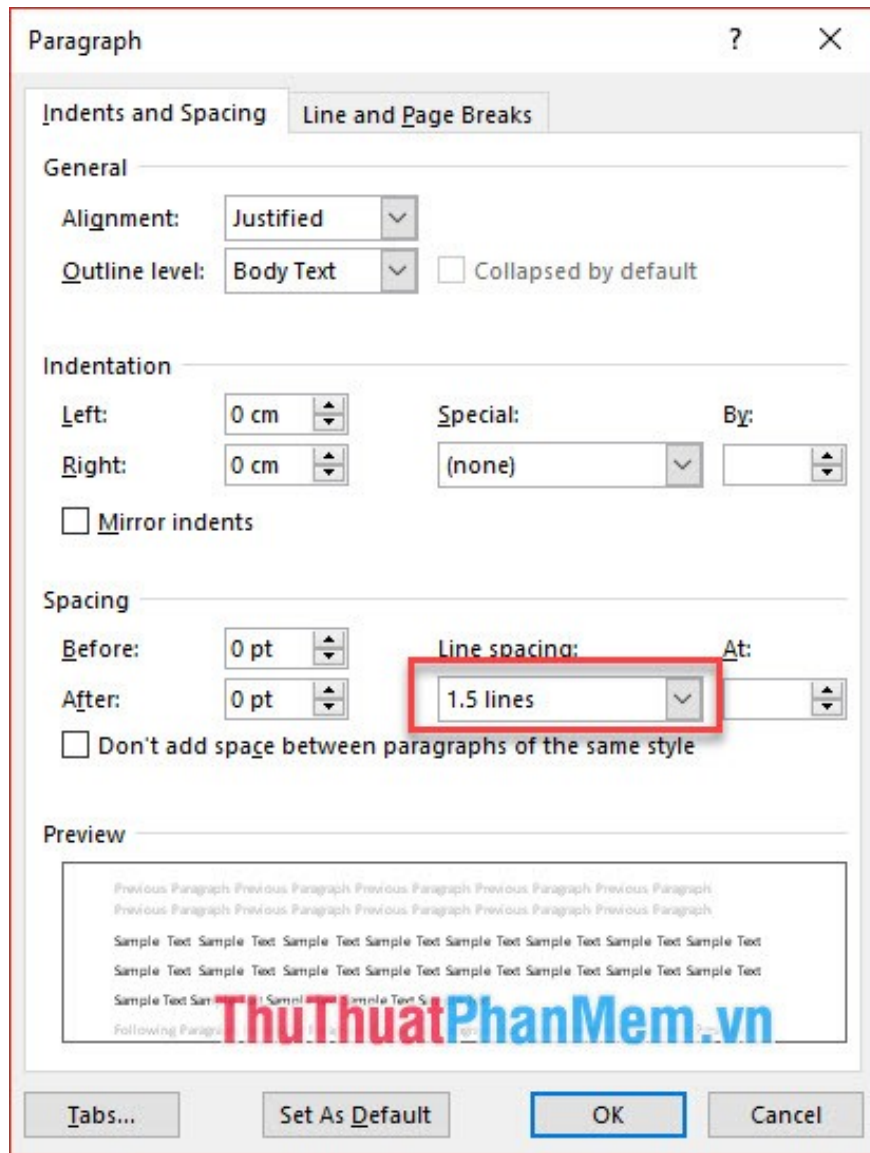 Paragraph ?
Indents and Spacing Line and Page Breaks
General
Alignment: Justified
Outline level: Body Text Collapsed by default
Indentation
Left: 0 cm Special: By:
Right: 0 cm (none)
Mirror indents
Spacing
Before: 0 pt Line spacing: At:
After: 0 pt 1.5 lines
Don't add space between paragraphs of the same style
Preview
Previous Paragraph Previous Paragraph Previous Paragraph Previous Paragraph Previous Paragraph
Previous Paragraph Previous Paragraph Previous Paragraph Previous Paragraph Previous Paragraph
Sample Text Sample Text Sample Text Sample Text Sample Text Sample Text Sample Text Sample Text
Sample Text Sample Text Sample Text Sample Text Sample Text Sample Text Sample Text Sample Text
Sample Text Sample Text
Following
ThuThuatPhanMem.vn
Tabs... Set As Default OK Cancel